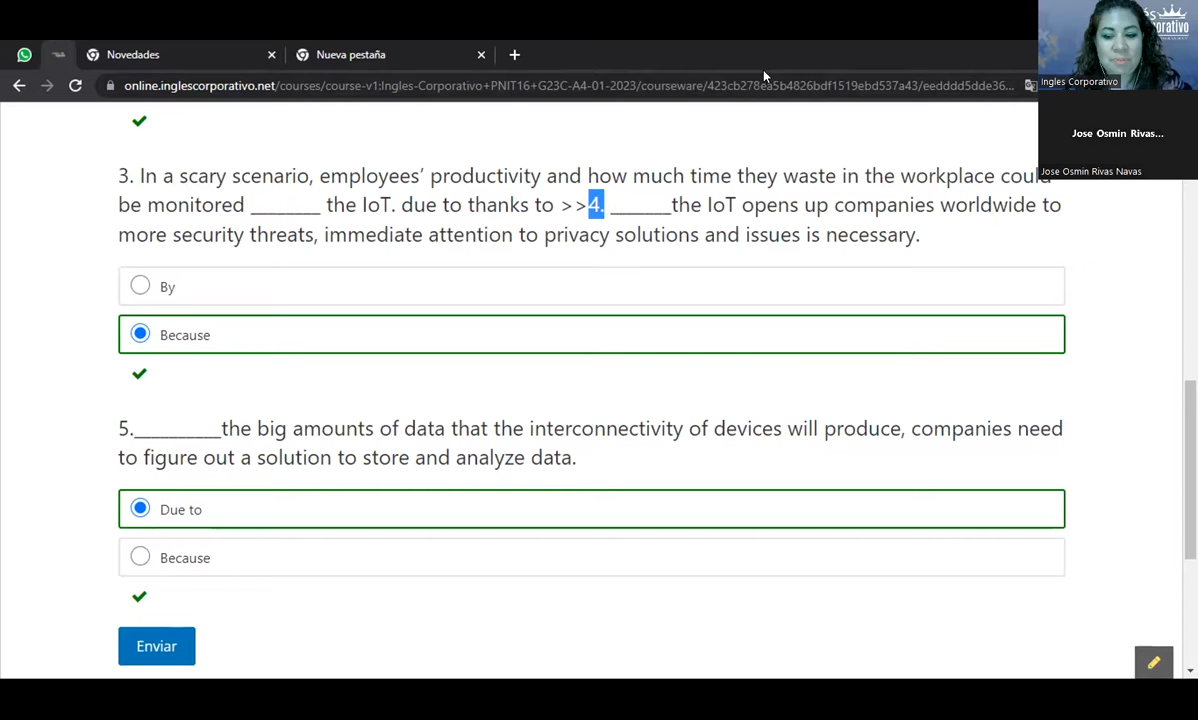 Novedades
Nueva pestaña
online.inglescorporativo.net/courses/course-v1:Ingles-Corporativo+PNIT16+G23C-A4-01-2023/courseware/423cb278ea5b4826bdf1519ebd537a43/eedddd5dde36...
orativo
Ingles Corporativo
Jose Osmin Rivas...
Jose Osmin Rivas Navas
3. In a scary scenario, employees’ productivity and how much time they waste in the workplace could
be monitored ________ the IoT. due to thanks to >>4. _______the IoT opens up companies worldwide to
more security threats, immediate attention to privacy solutions and issues is necessary.
By
Because
5.__________the big amounts of data that the interconnectivity of devices will produce, companies need
to figure out a solution to store and analyze data.
Due to
Because
Enviar